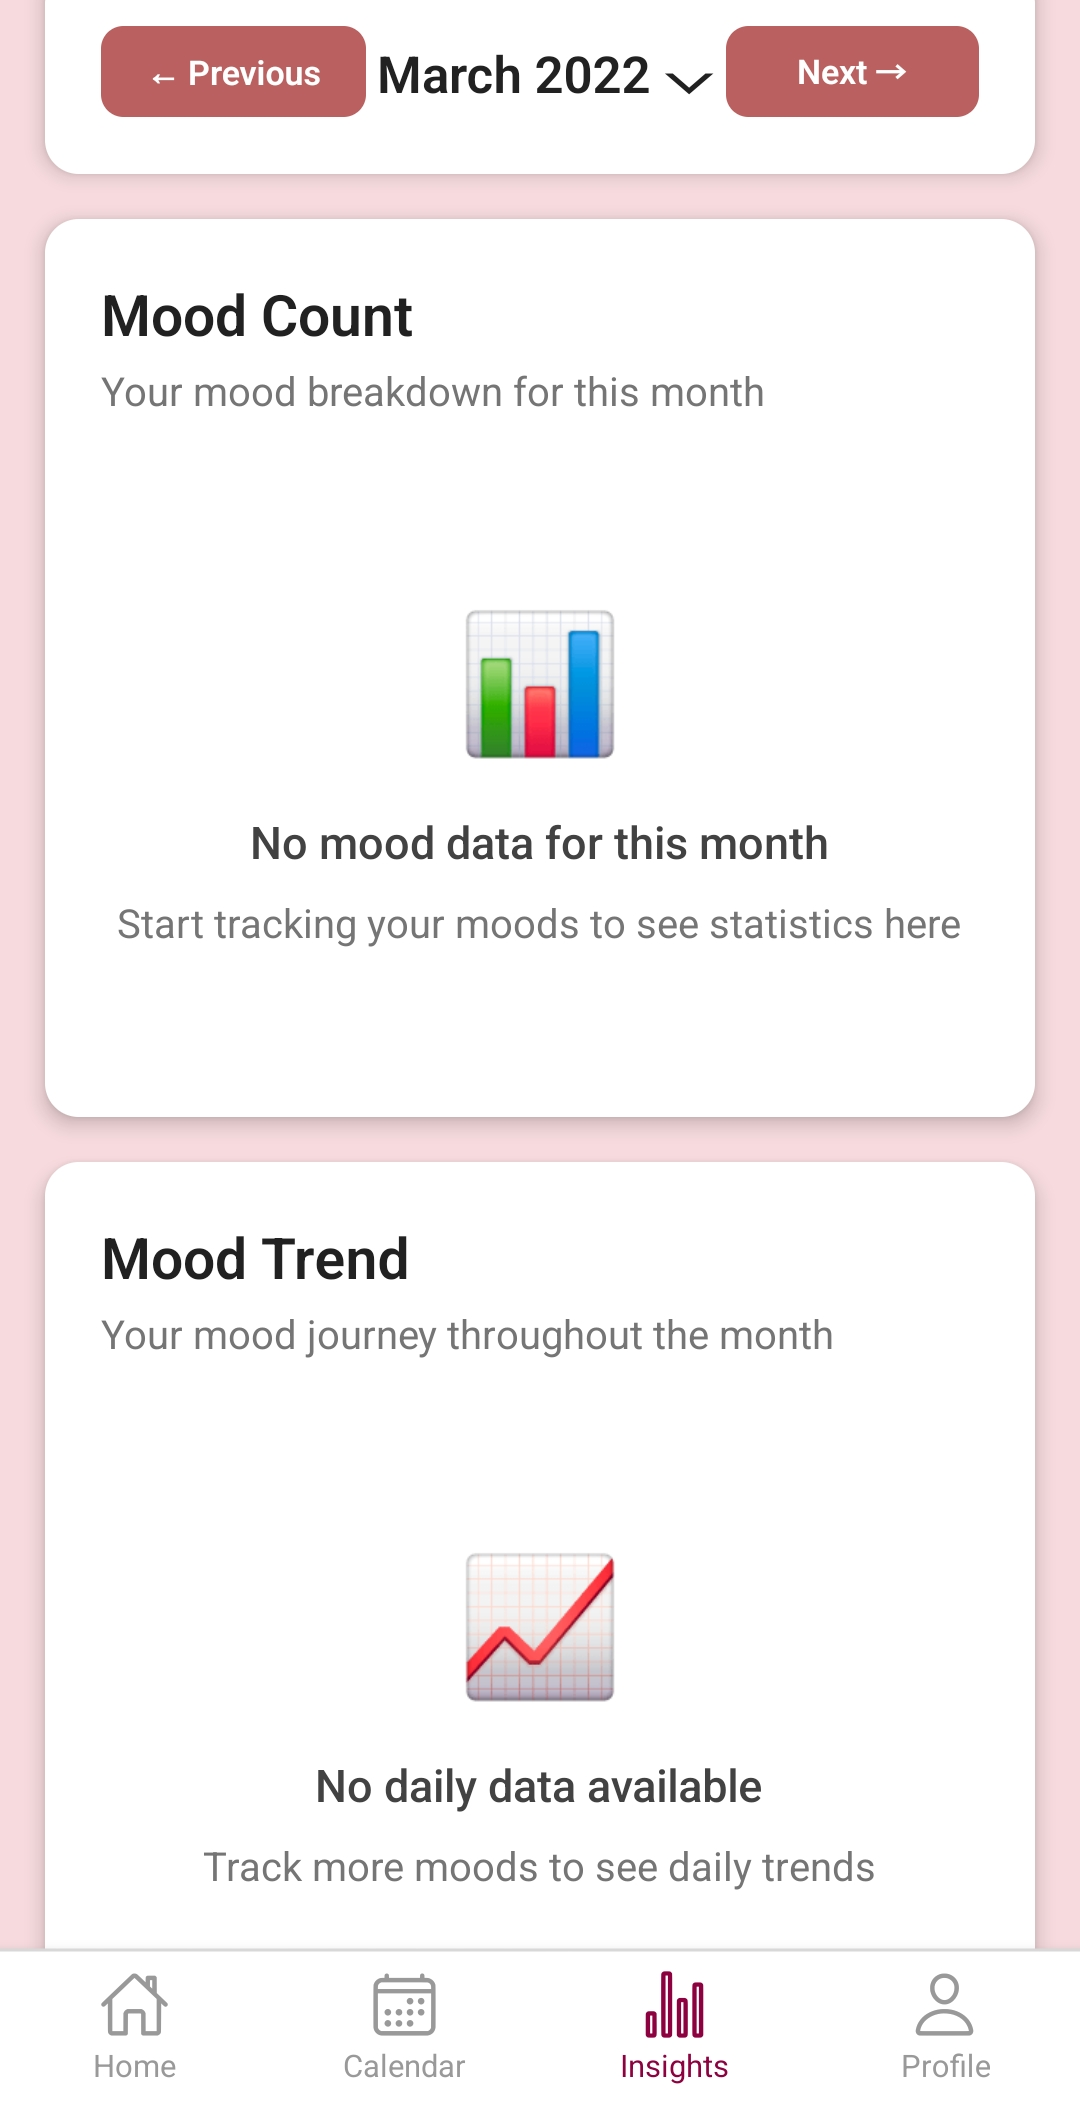 ← Previous
March 2022
Next →
Mood Count
Your mood breakdown for this month
No mood data for this month
Start tracking your moods to see statistics here
Mood Trend
Your mood journey throughout the month
No daily data available
Track more moods to see daily trends
Home
Calendar
Insights
Profile